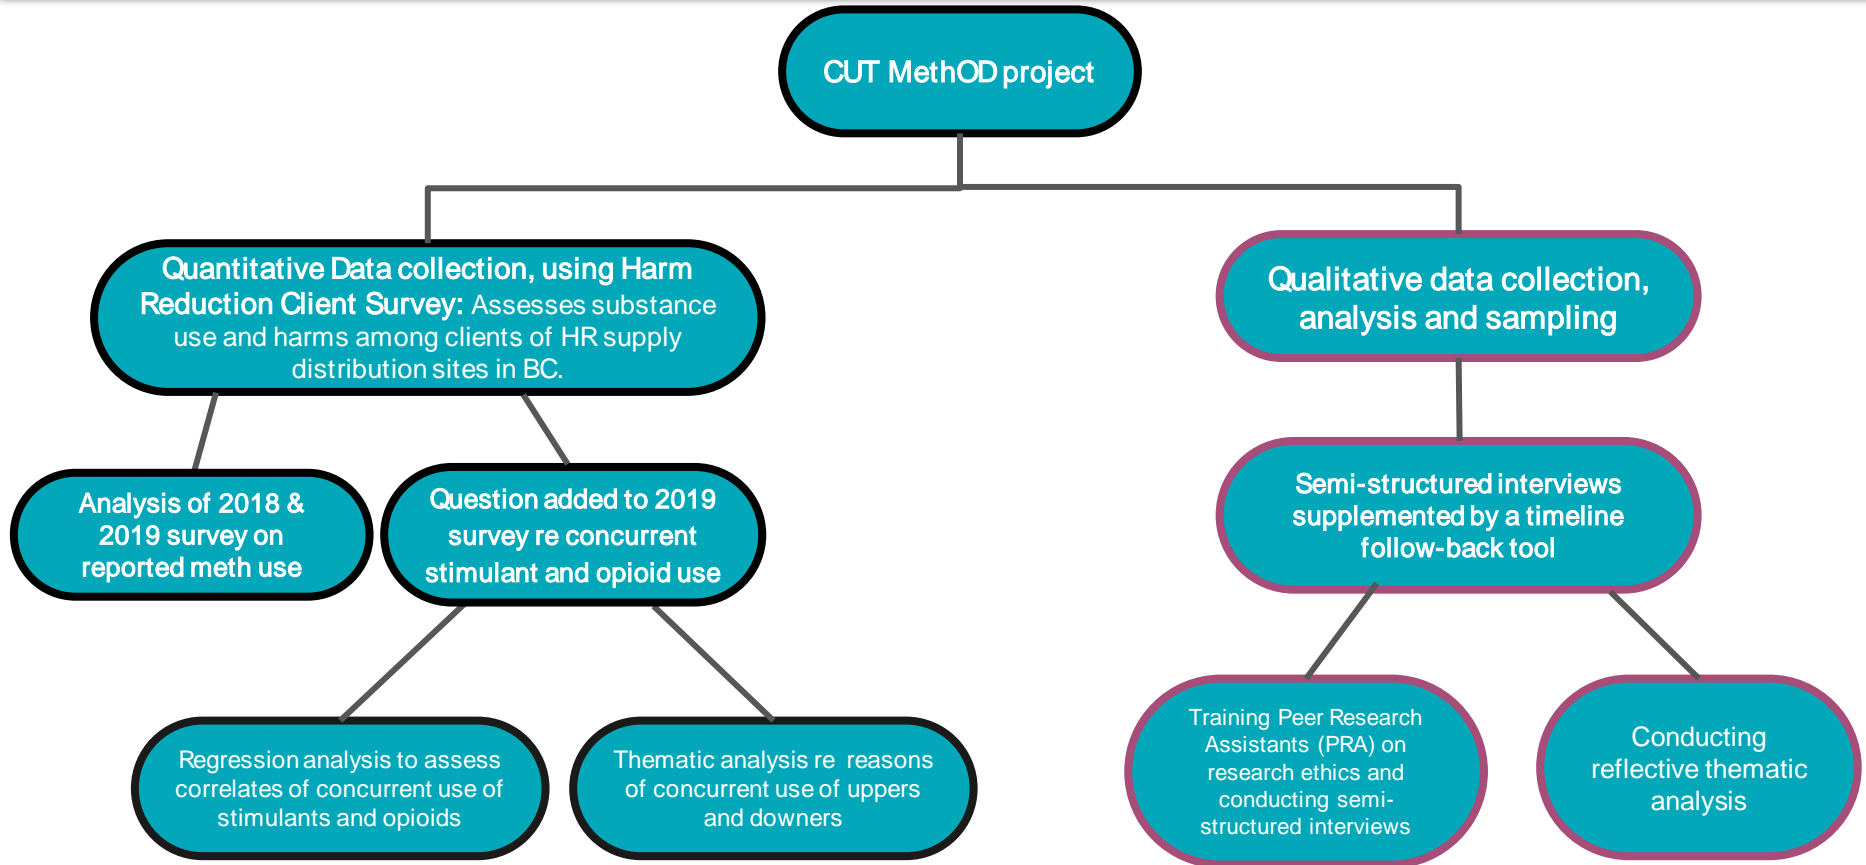 CUT MethOD project
Quantitative Data collection, using Harm
Reduction Client Survey: Assesses substance
use and harms among clients of HR supply
distribution sites in BC.
Qualitative data collection,
analysis and sampling
Analysis of 2018 &
2019 survey on
reported meth use
Question added to 2019
survey re concurrent
stimulant and opioid use
Semi-structured interviews
supplemented by a timeline
follow-back tool
Regression analysis to assess
correlates of concurrent use of
stimulants and opioids
Thematic analysis re reasons
of concurrent use of uppers
and downers
Training Peer Research
Assistants (PRA) on
research ethics and
conducting semi-
structured interviews
Conducting
reflective thematic
analysis